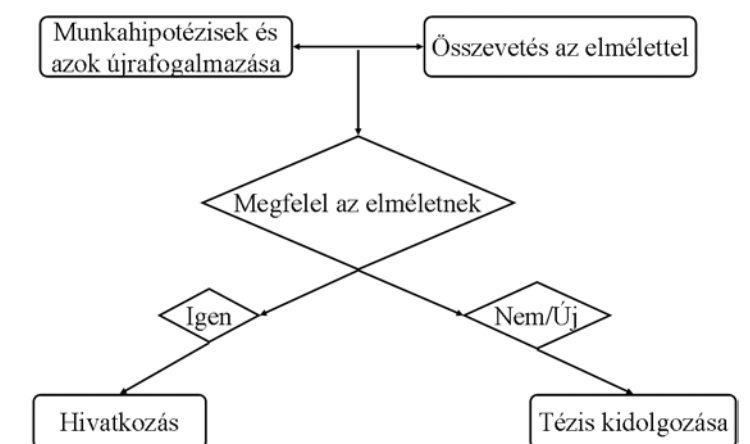 Munkahipotézisek és
azok újrafogalmazása
Összevetés az elmélettel
Megfelel az elméletnek
Igen
Nem/Új
Hivatkozás
Tézis kidolgozása